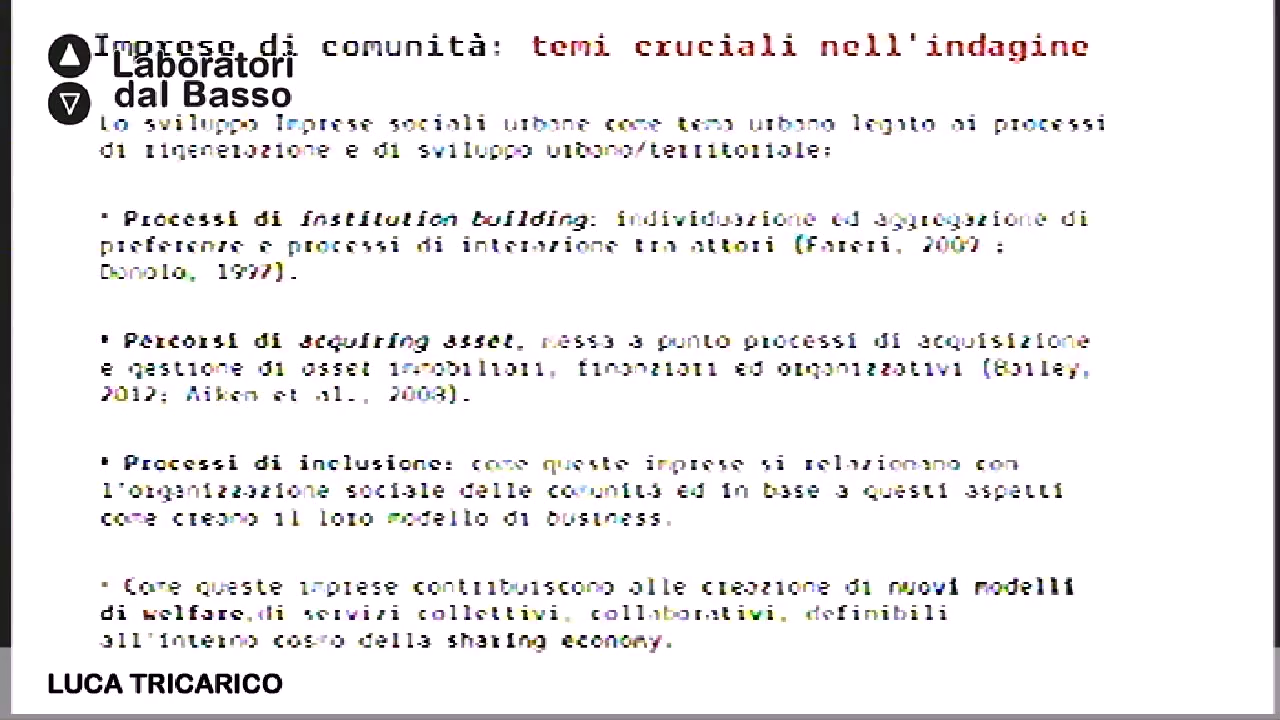 Imprese di comunità: temi cruciali nell'indagine
Laboratori
dal Basso
Lo sviluppo Imprese sociali urbane come tema urbano legato ai processi
di rigenerazione e di sviluppo urbano/territoriale:
• Processi di institution building: individuazione ed aggregazione di
preferenze e processi di interazione tra attori (Fareri, 2009 ;
Donolo, 1997).
• Percorsi di acquiring asset, messa a punto processi di acquisizione
e gestione di asset immobiliari, finanziari ed organizzativi (Bailey,
2012; Aiken et al., 2008).
• Processi di inclusione: come queste imprese si relazionano con
l'organizzazione sociale delle comunità ed in base a questi aspetti
come creano il loro modello di business.
• Come queste imprese contribuiscono alle creazione di nuovi modelli
di welfare,di servizi collettivi, collaborativi, definibili
all'interno della sharing economy.
LUCA TRICARICO